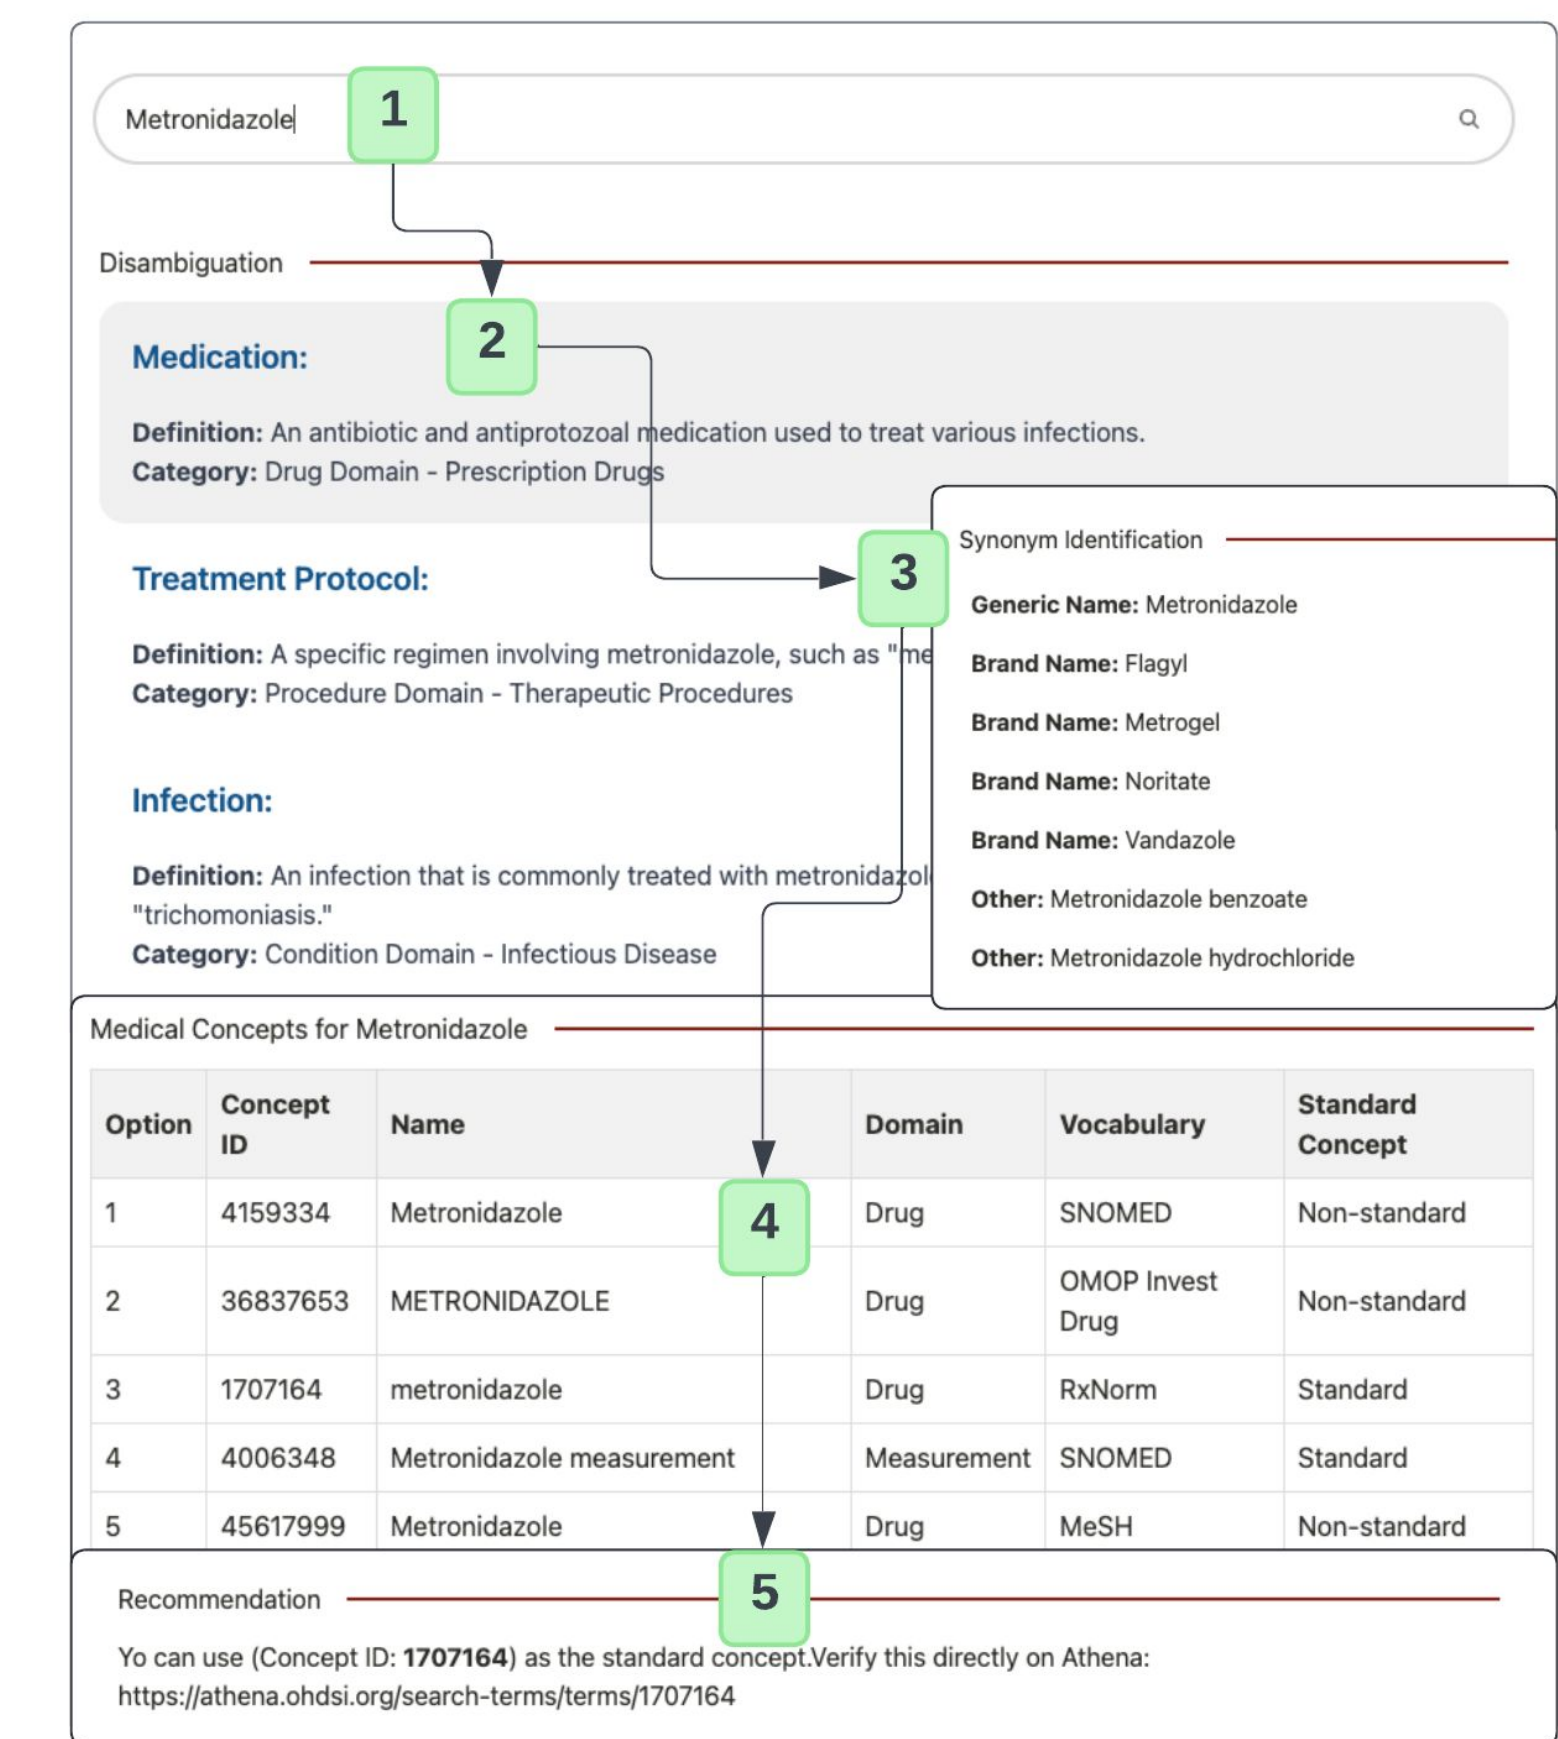 Metronidazole
1
Disambiguation
2
Medication:
Definition: An antibiotic and antiprotozoal medication used to treat various infections.
Category: Drug Domain - Prescription Drugs
Treatment Protocol:
Definition: A specific regimen involving metronidazole, such as "me
Category: Procedure Domain - Therapeutic Procedures
Infection:
Definition: An infection that is commonly treated with metronidazol
"trichomoniasis."
Category: Condition Domain - Infectious Disease
3
Synonym Identification
Generic Name: Metronidazole
Brand Name: Flagyl
Brand Name: Metrogel
Brand Name: Noritate
Brand Name: Vandazole
Other: Metronidazole benzoate
Other: Metronidazole hydrochloride
Medical Concepts for Metronidazole
Option Concept ID Name Domain Vocabulary Standard Concept
1 4159334 Metronidazole Drug SNOMED Non-standard
4
2 36837653 METRONIDAZOLE Drug OMOP Invest Drug Non-standard
3 1707164 metronidazole Drug RxNorm Standard
4 4006348 Metronidazole measurement Measurement SNOMED Standard
5 45617999 Metronidazole Drug MeSH Non-standard
5
Recommendation
Yo can use (Concept ID: 1707164) as the standard concept.Verify this directly on Athena:
https://athena.ohdsi.org/search-terms/terms/1707164